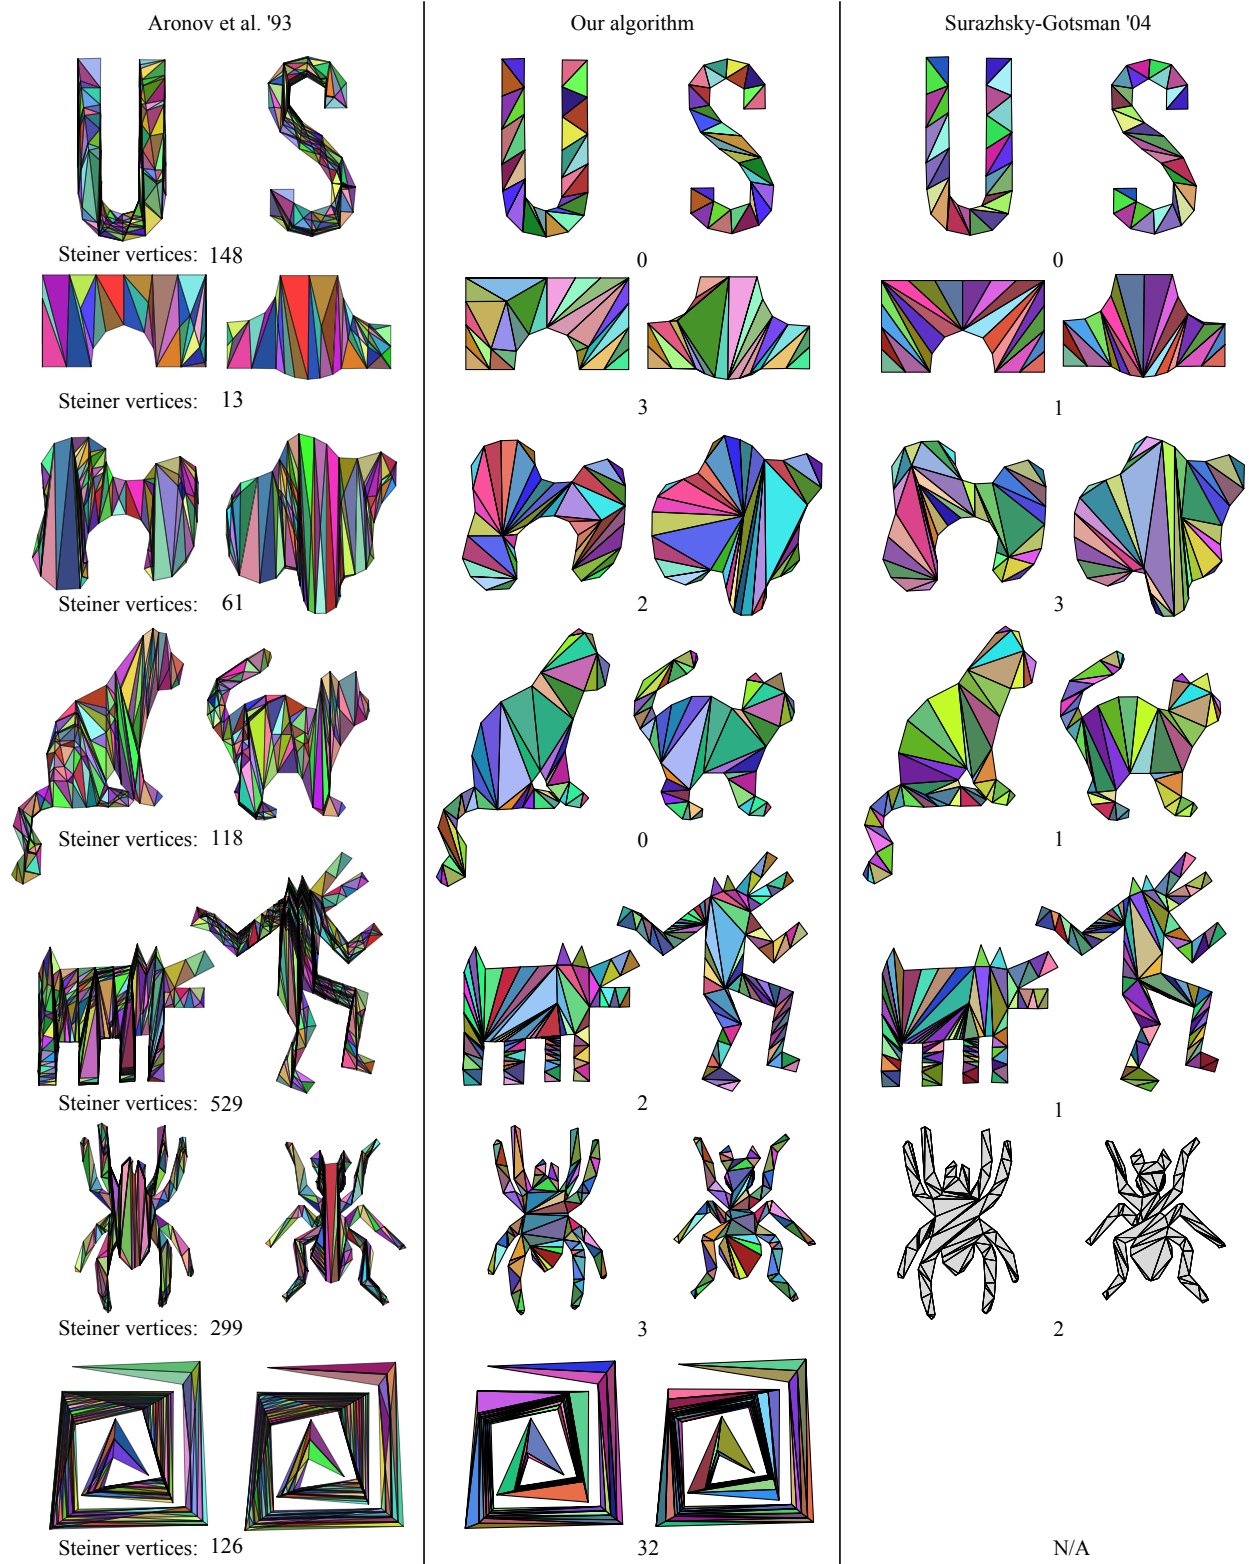 Aronov et al. '93 Our algorithm Surazhsky-Gotsman '04
Steiner vertices: 148 0 0
Steiner vertices: 13 3 1
Steiner vertices: 61 2 3
Steiner vertices: 118 0 1
Steiner vertices: 529 2 1
Steiner vertices: 299 3 2
Steiner vertices: 126 32 N/A